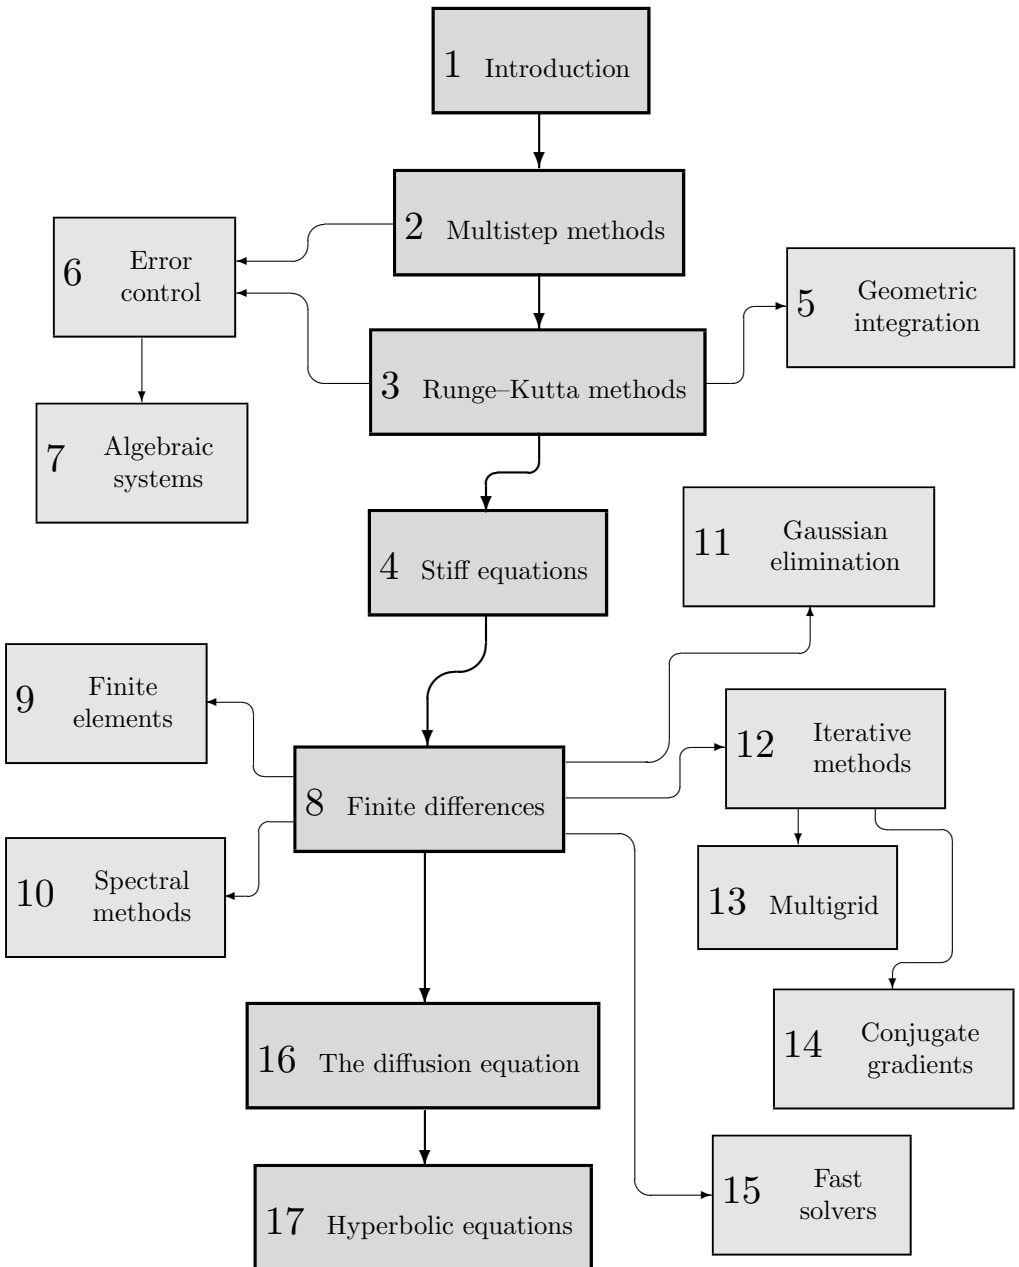 1 Introduction
2 Multistep methods
6 Error
control
5 Geometric
integration
3 Runge–Kutta methods
7 Algebraic
systems
11 Gaussian
elimination
4 Stiff equations
9 Finite
elements
12 Iterative
methods
8 Finite differences
10 Spectral
methods
13 Multigrid
14 Conjugate
gradients
16 The diffusion equation
15 Fast
solvers
17 Hyperbolic equations